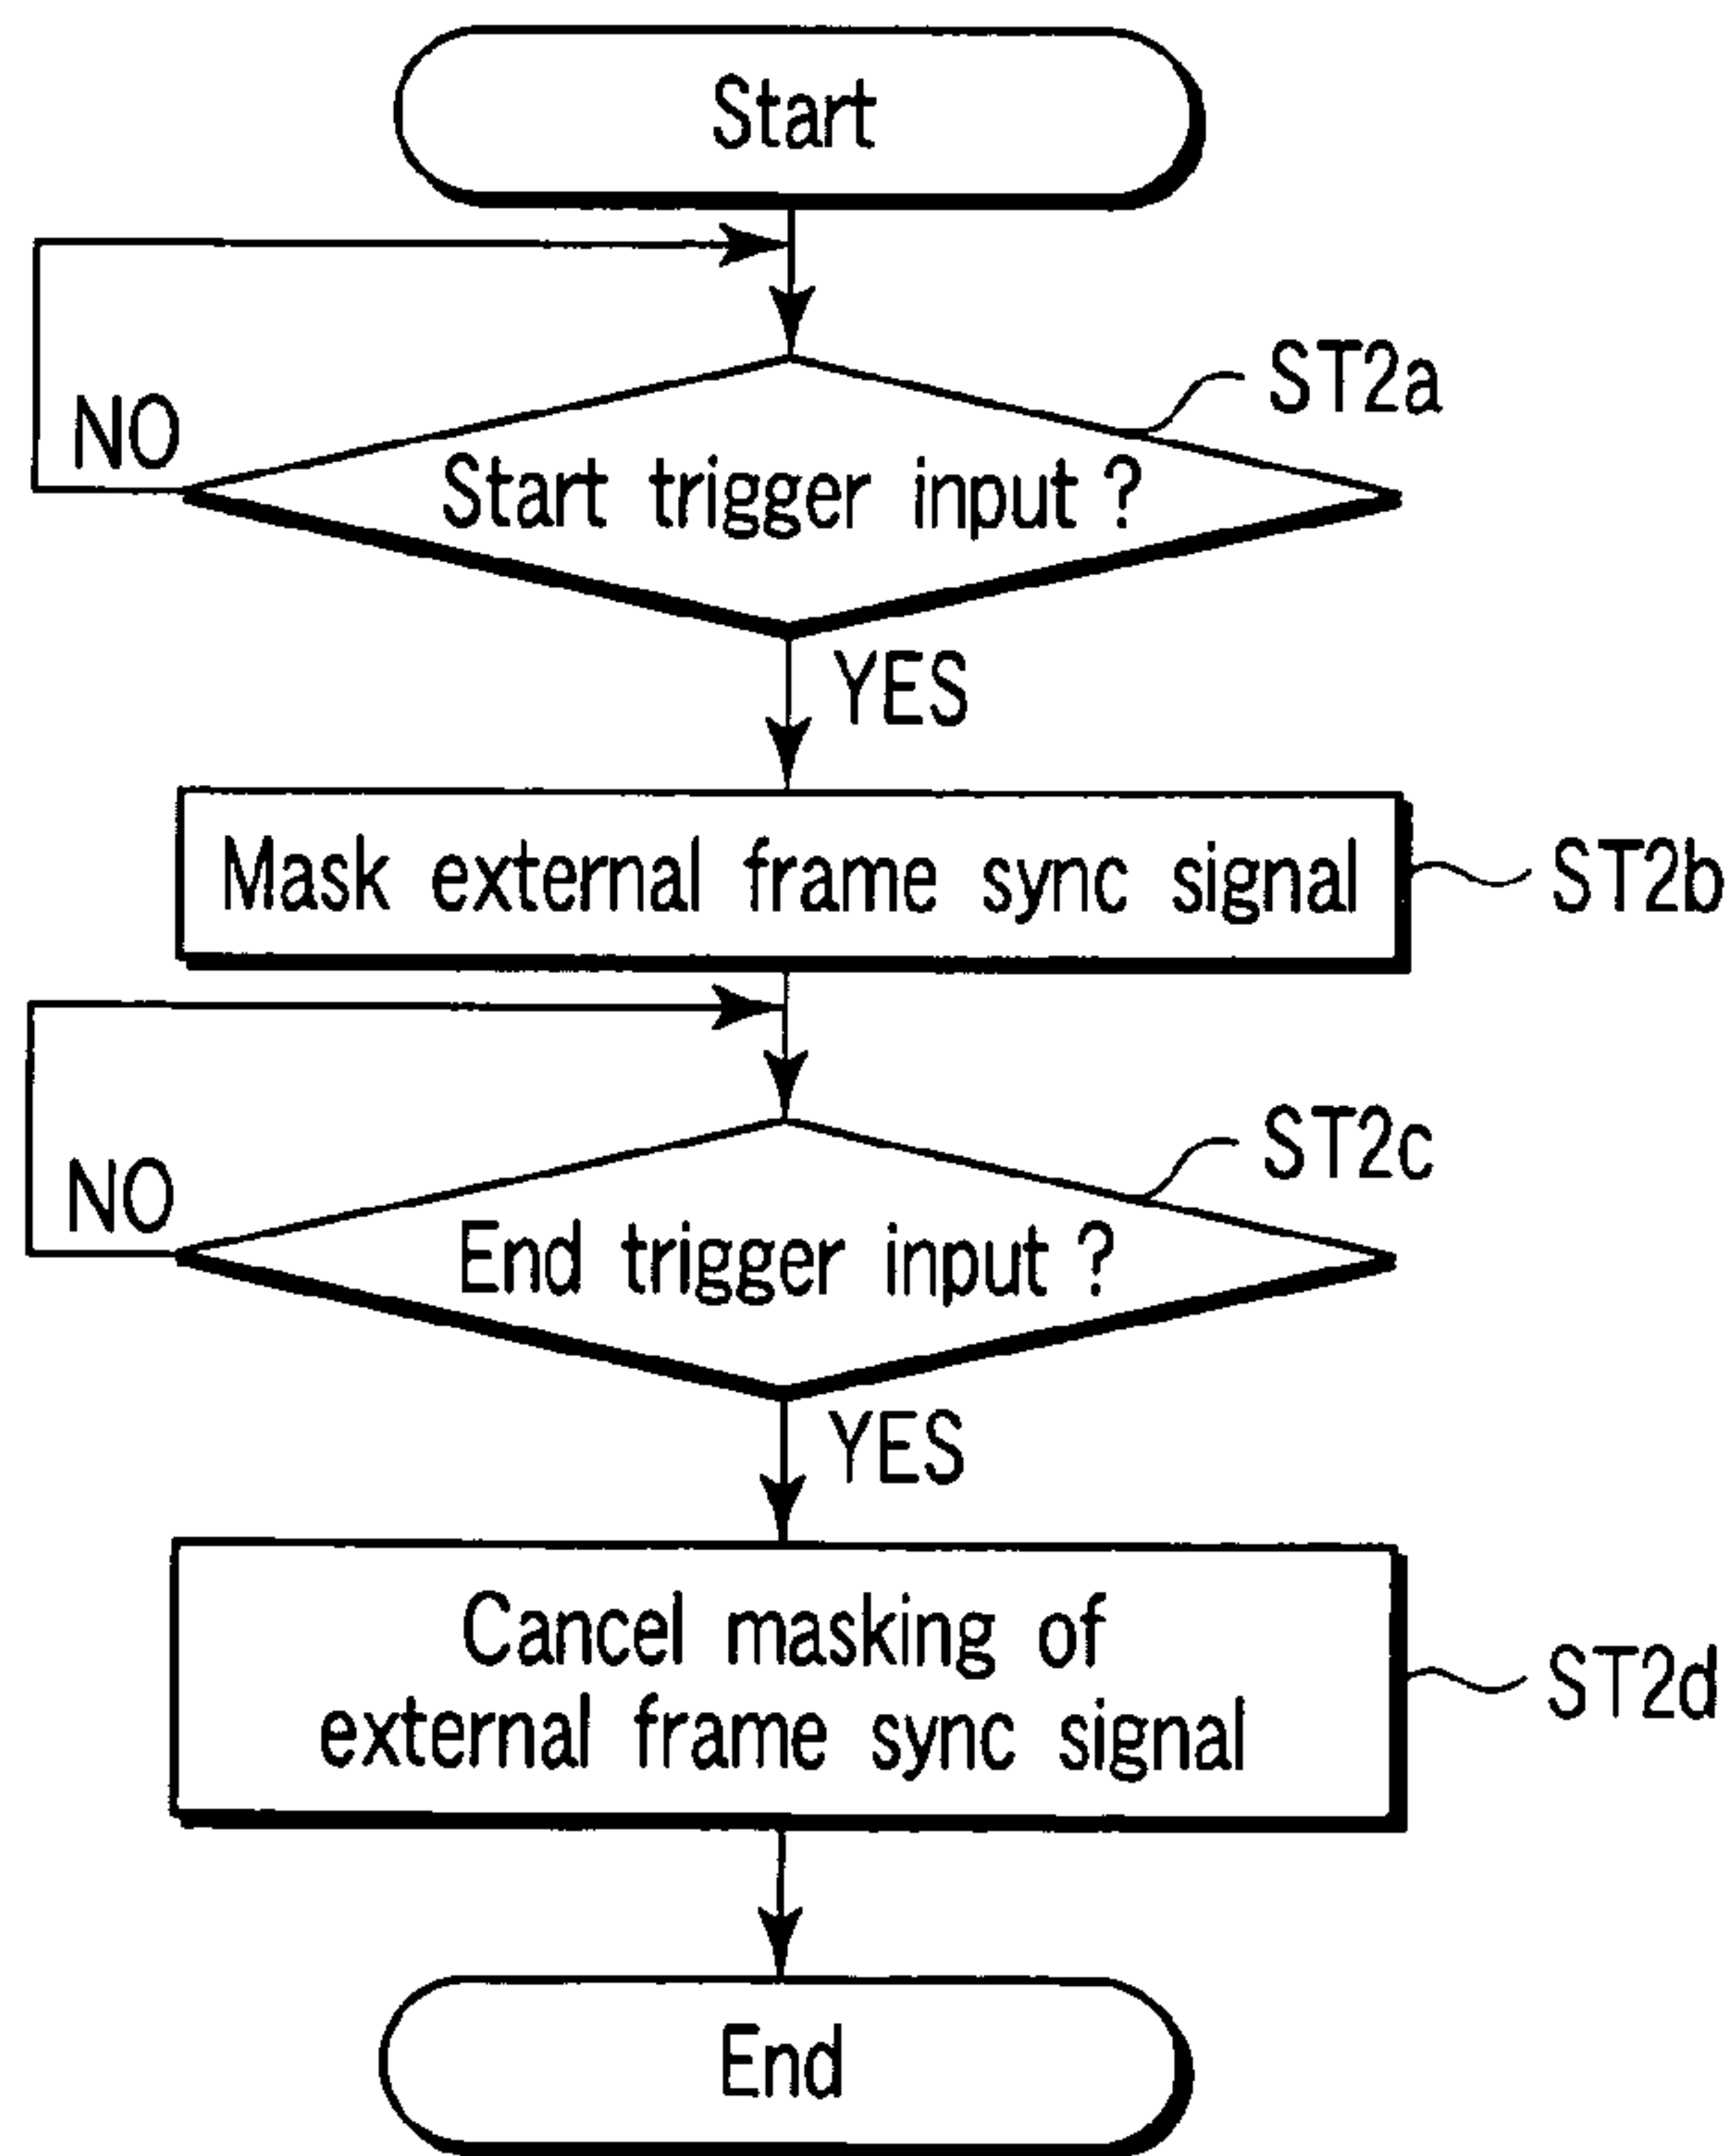 Start
ST2a
NO
Start trigger input ?
YES
Mask external frame sync signal
ST2b
ST2c
NO
End trigger input ?
YES
Cancel masking of
external frame sync signal
ST2d
End